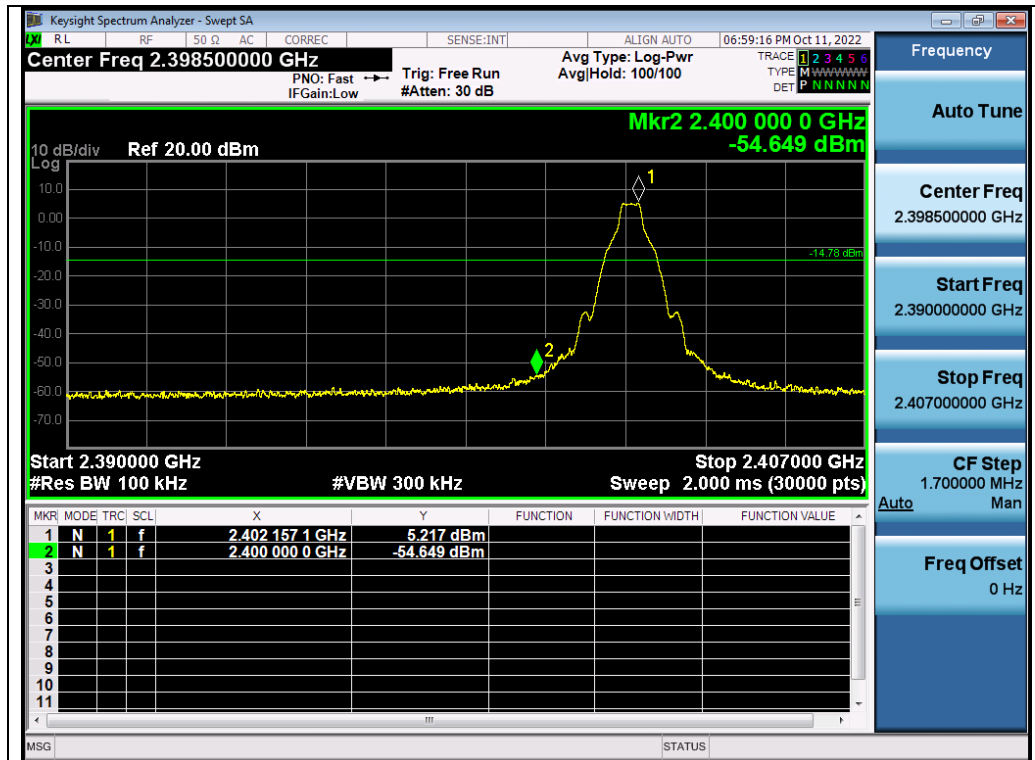 Keysight Spectrum Analyzer - Swept SA
LXI RL RF 50 Ω AC CORREC SENSE:INT ALIGN AUTO 06:59:16 PM Oct 11, 2022
Center Freq 2.398500000 GHz
PNO: Fast
IFGain:Low
Trig: Free Run
#Atten: 30 dB
Avg Type: Log-Pwr
Avg|Hold: 100/100
TRACE 1 2 3 4 5 6
TYPE M WWWWW
DET P N N N N N
Mkr2 2.400 000 0 GHz
-54.649 dBm
10 dB/div Ref 20.00 dBm
Log
10.0
0.00
-10.0
-20.0
-30.0
-40.0
-50.0
-60.0
-70.0
1
-14.78 dBm
2
Start 2.390000 GHz Stop 2.407000 GHz
#Res BW 100 kHz #VBW 300 kHz Sweep 2.000 ms (30000 pts)
MKR MODE TRC SCL X Y FUNCTION FUNCTION WIDTH FUNCTION VALUE
1 N 1 f 2.402 157 1 GHz 5.217 dBm
2 N 1 f 2.400 000 0 GHz -54.649 dBm
3
4
5
6
7
8
9
10
11
MSG STATUS
Frequency
Auto Tune
Center Freq
2.398500000 GHz
Start Freq
2.390000000 GHz
Stop Freq
2.407000000 GHz
CF Step
1.700000 MHz
Auto Man
Freq Offset
0 Hz